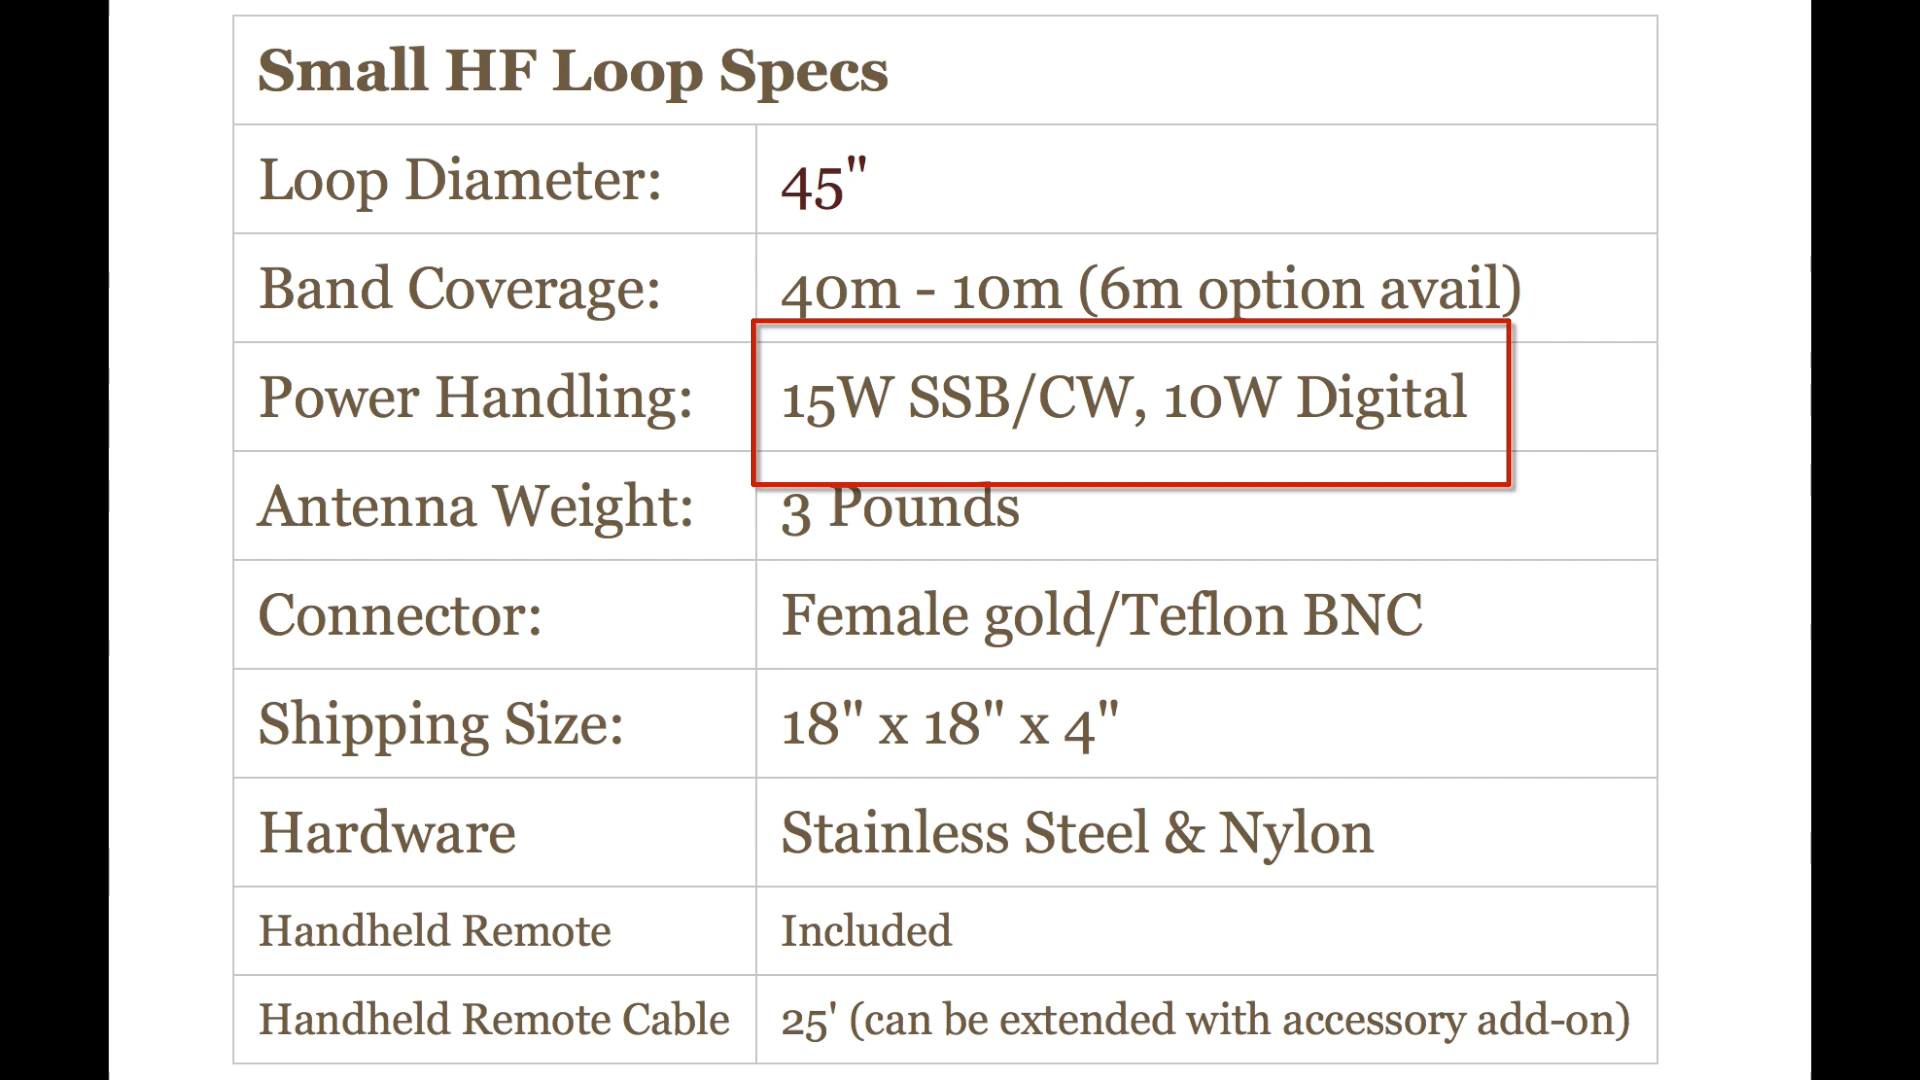 Small HF Loop Specs
Loop Diameter: 45"
Band Coverage: 40m - 10m (6m option avail)
Power Handling: 15W SSB/CW, 10W Digital
Antenna Weight: 3 Pounds
Connector: Female gold/Teflon BNC
Shipping Size: 18" x 18" x 4"
Hardware Stainless Steel & Nylon
Handheld Remote Included
Handheld Remote Cable 25' (can be extended with accessory add-on)